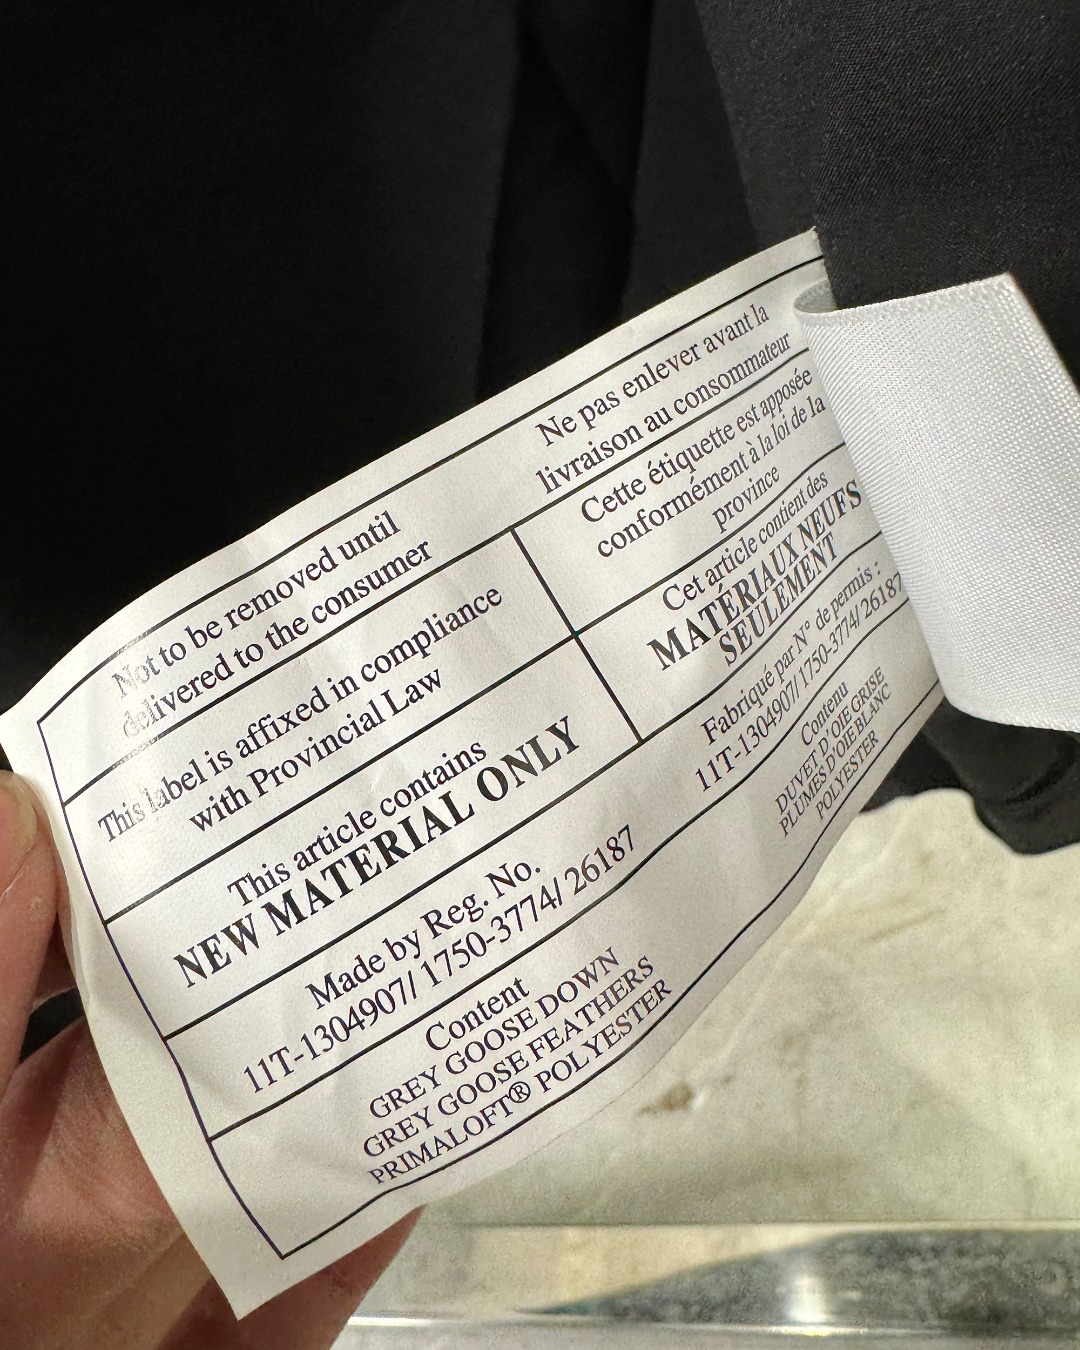 Not to be removed until
delivered to the consumer
Ne pas enlever avant la
livraison au consommateur
This label is affixed in compliance
with Provincial Law
Cette étiquette est apposée
conformément à la loi de la
province
This article contains
NEW MATERIAL ONLY
Cet article contient des
MATÉRIAUX NEUFS
SEULEMENT
Made by Reg. No.
11T-1304907/ 1750-3774/ 26187
Fabriqué par N° de permis :
11T-1304907/ 1750-3774/ 26187
Content
GREY GOOSE DOWN
GREY GOOSE FEATHERS
PRIMALOFT® POLYESTER
Contenu
DUVET D'OIE GRISE
PLUMES D'OIE BLANC
POLYESTER